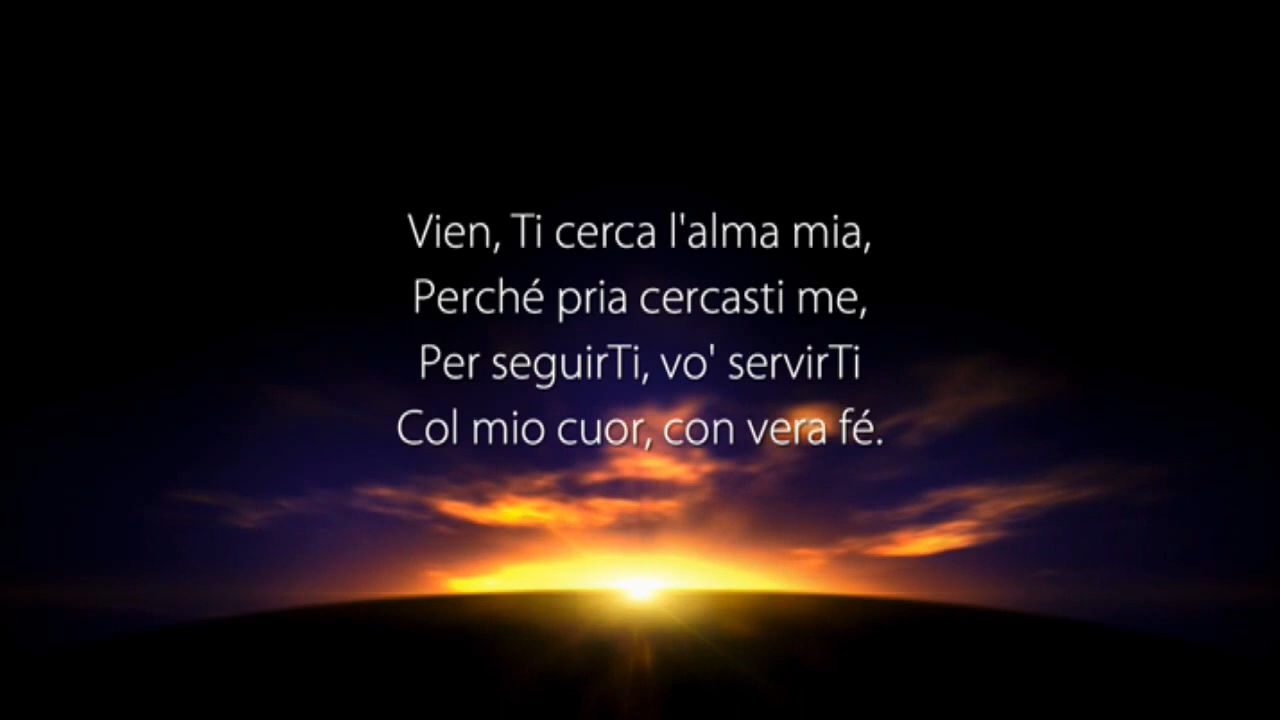 Vien, Ti cerca l'alma mia,
Perché pria cercasti me,
Per seguirTi, vo' servirTi
Col mio cuor, con vera fé.